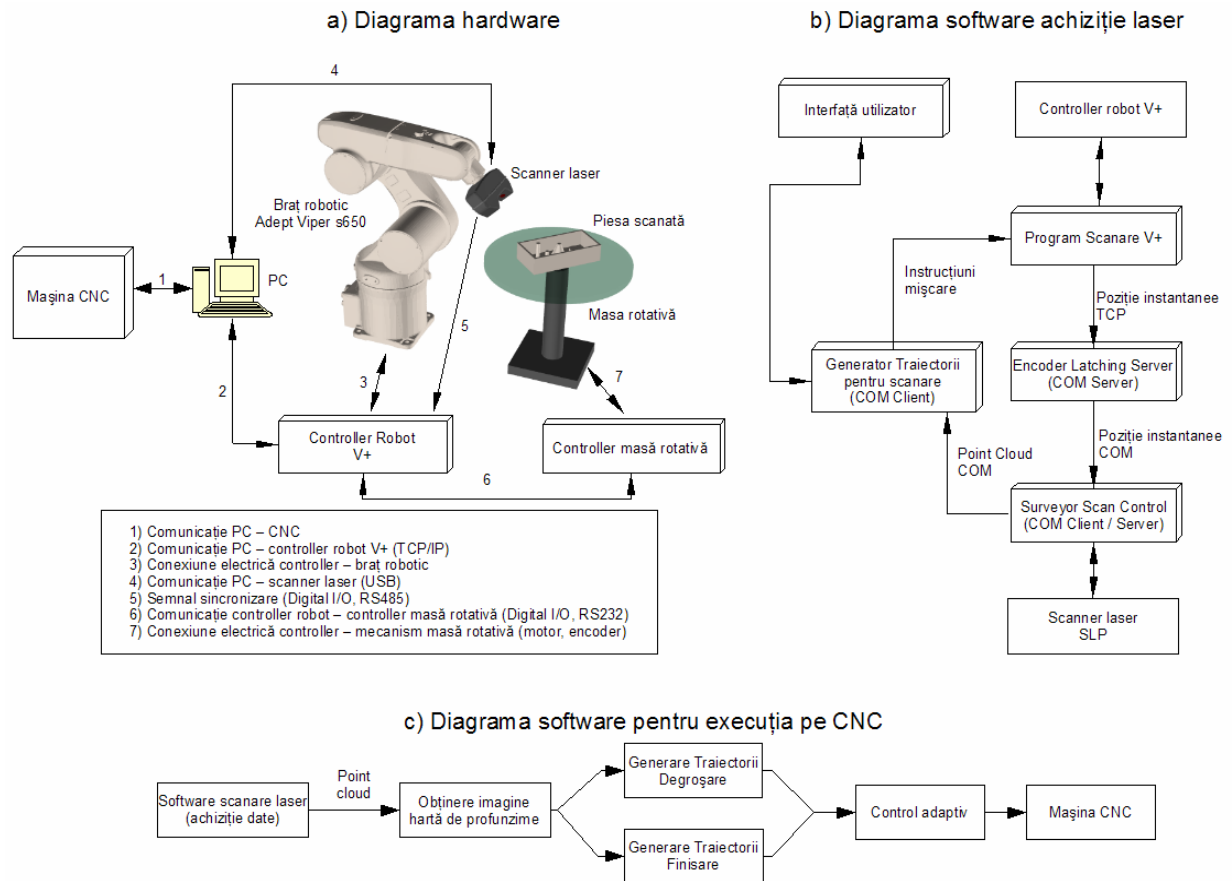 a) Diagrama hardware
4
Scanner laser
Braț robotic
Adept Viper s650
Piesa scanată
Mașina CNC
1
PC
5
Masa rotativă
2
3
7
Controller Robot
V+
Controller masă rotativă
6
1) Comunicație PC – CNC
2) Comunicație PC – controller robot V+ (TCP/IP)
3) Conexiune electrică controller – braț robotic
4) Comunicație PC – scanner laser (USB)
5) Semnal sincronizare (Digital I/O, RS485)
6) Comunicație controller robot – controller masă rotativă (Digital I/O, RS232)
7) Conexiune electrică controller – mecanism masă rotativă (motor, encoder)
b) Diagrama software achiziție laser
Interfață utilizator
Controller robot V+
Program Scanare V+
Instrucțiuni
mișcare
Poziție instantanee
TCP
Generator Traiectorii
pentru scanare
(COM Client)
Encoder Latching Server
(COM Server)
Point Cloud
COM
Poziție instantanee
COM
Surveyor Scan Control
(COM Client / Server)
Scanner laser
SLP
c) Diagrama software pentru execuția pe CNC
Software scanare laser
(achiziție date)
Point
cloud
Obținere imagine
hartă de profunzime
Generare Traiectorii
Degroșare
Generare Traiectorii
Finisare
Control adaptiv
Mașina CNC